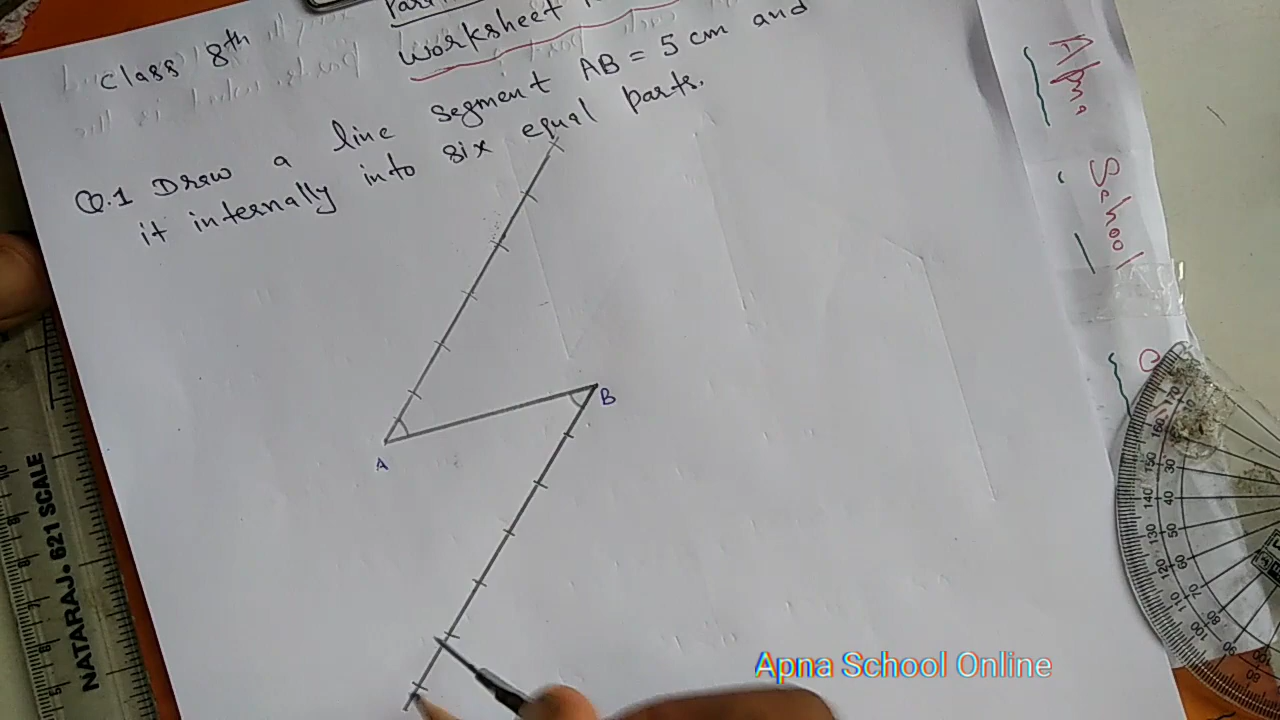 Class 8th
Worksheet
Q.1 Draw a line segment AB = 5 cm and
it internally into six equal parts.
A
B
Apna
School
NATARAJ. 621 SCALE
Apna School Online